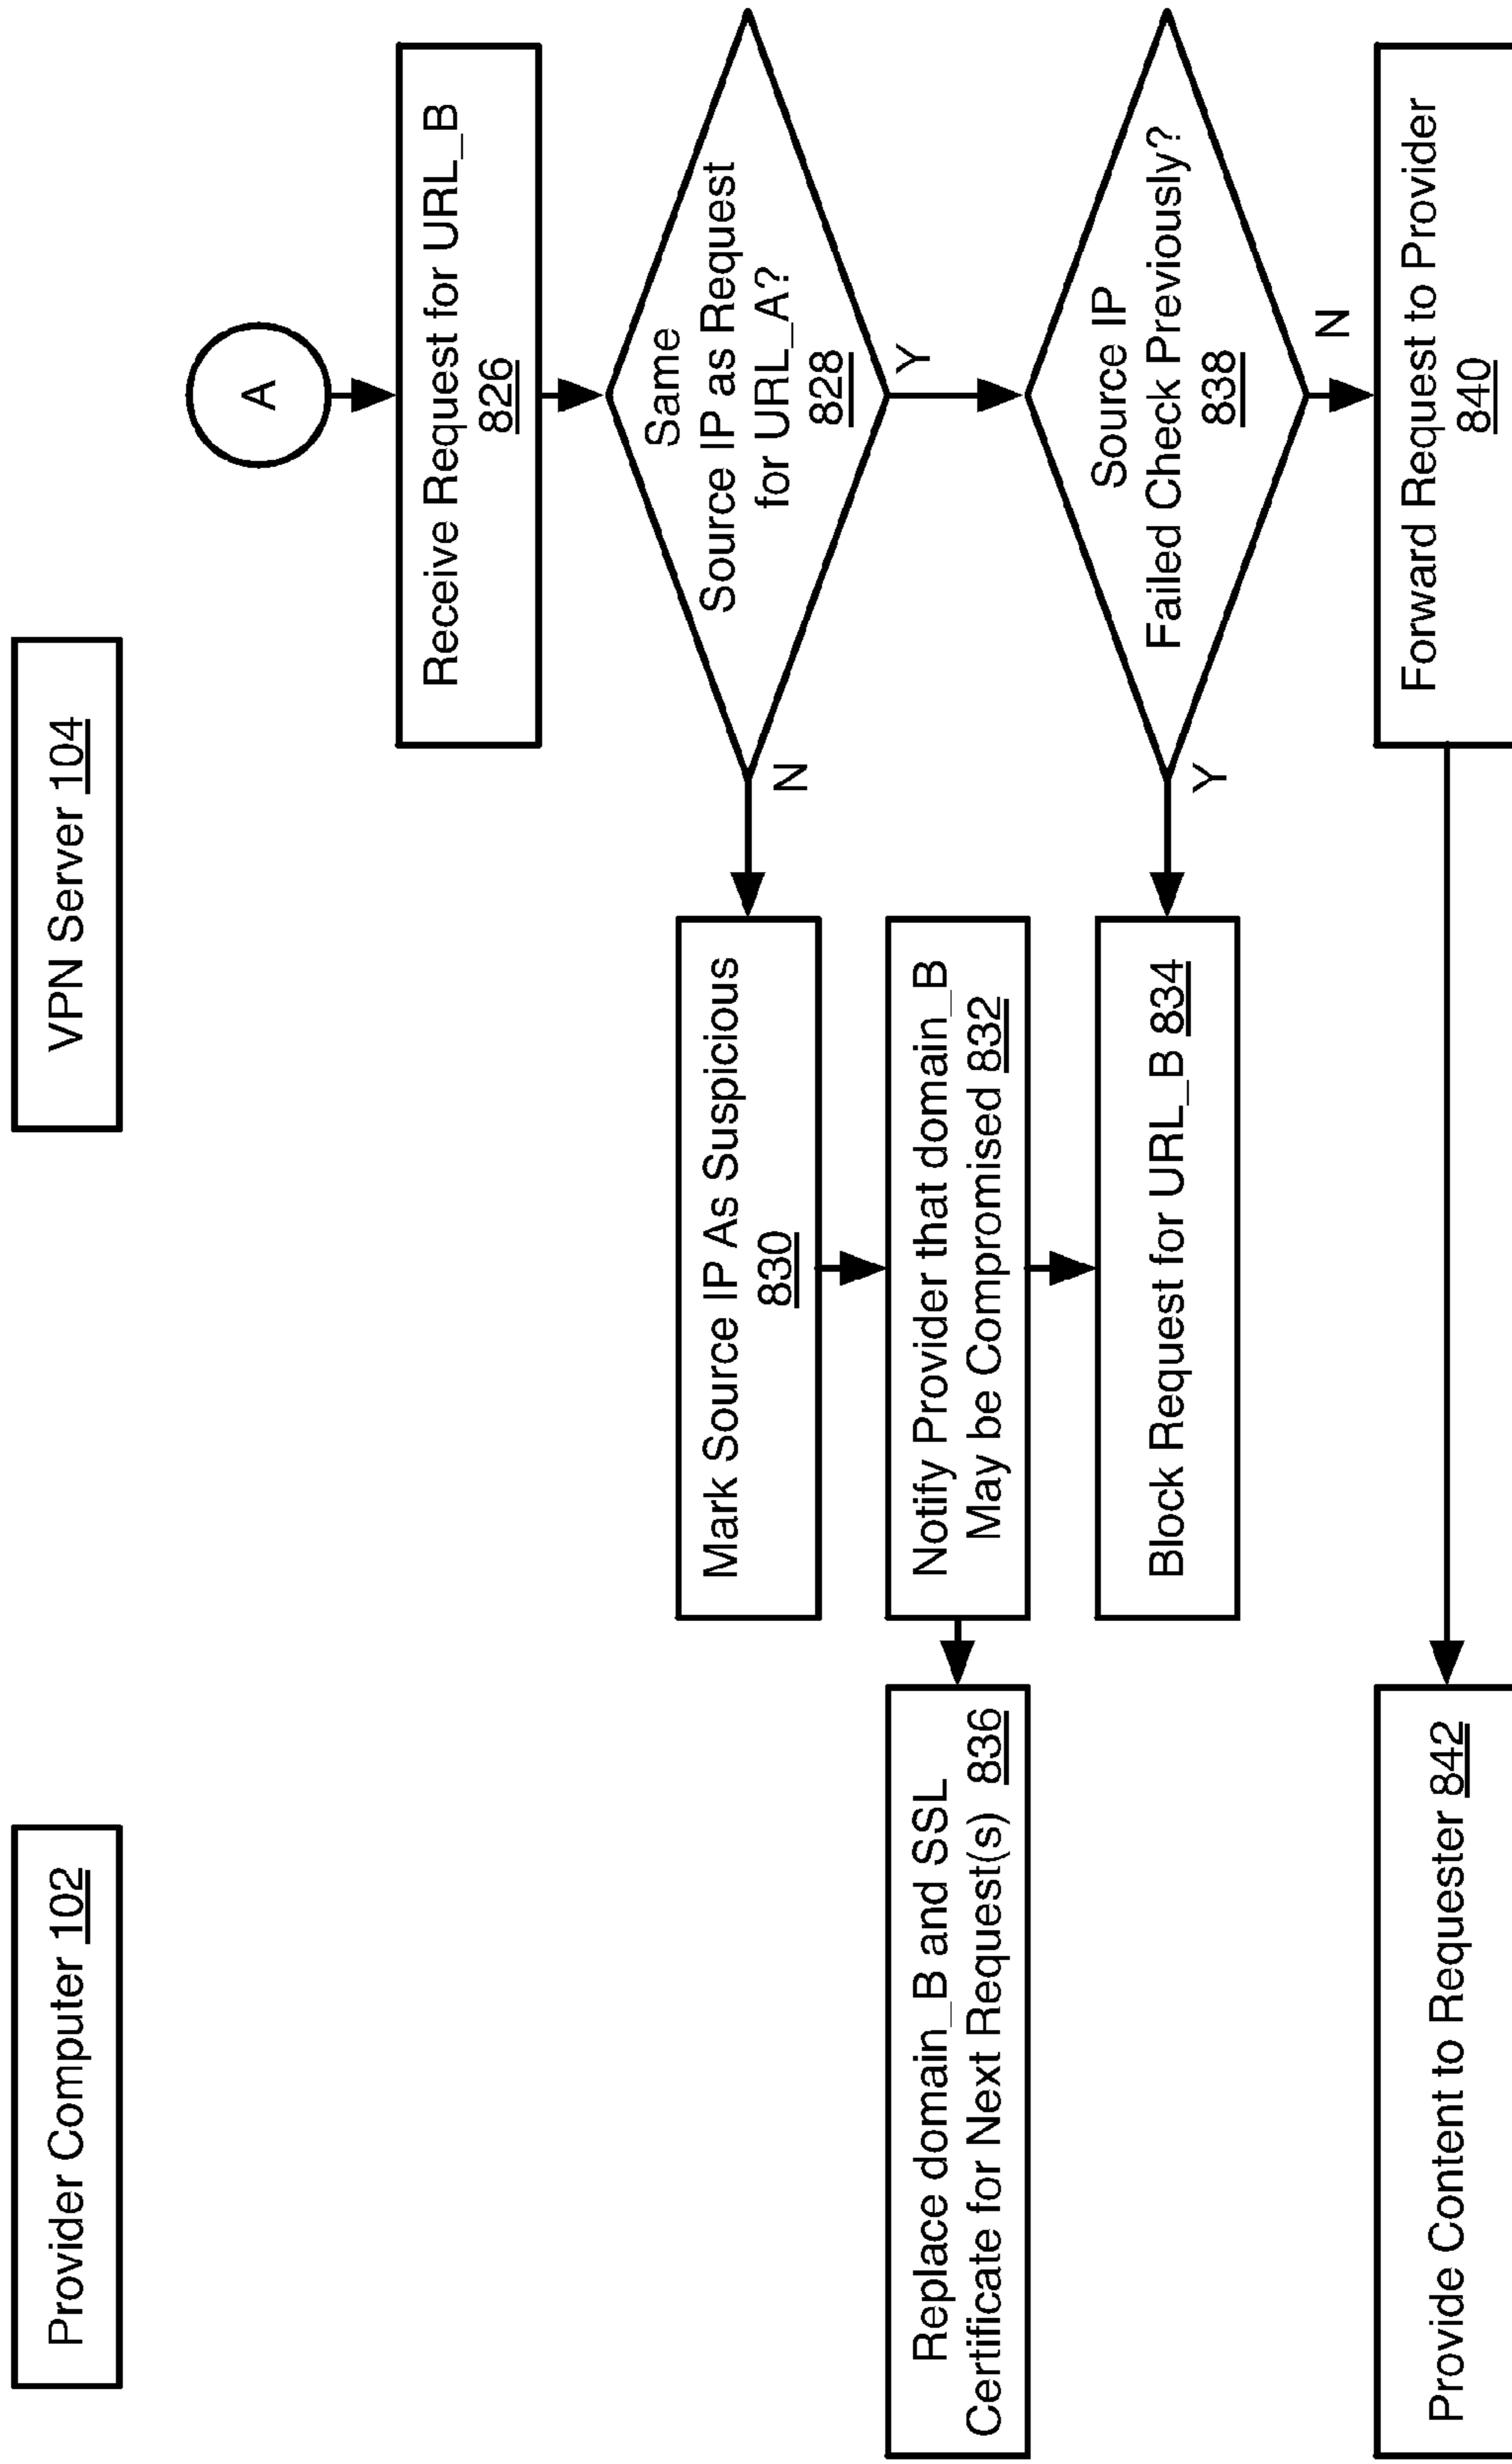 Provider Computer 102
VPN Server 104
A
Receive Request for URL_B
826
Same
Source IP as Request
for URL_A?
828
N
Y
Mark Source IP As Suspicious
830
Notify Provider that domain_B
May be Compromised 832
Replace domain_B and SSL
Certificate for Next Request(s) 836
Block Request for URL_B 834
Source IP
Failed Check Previously?
838
Y
N
Forward Request to Provider
840
Provide Content to Requester 842